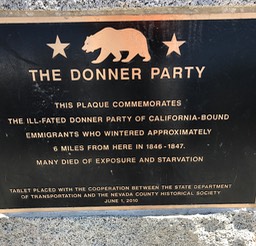 THE DONNER PARTY
THIS PLAQUE COMMEMORATES
THE ILL-FATED DONNER PARTY OF CALIFORNIA-BOUND
EMMIGRANTS WHO WINTERED APPROXIMATELY
6 MILES FROM HERE IN 1846-1847.
MANY DIED OF EXPOSURE AND STARVATION
TABLET PLACED WITH THE COOPERATION BETWEEN THE STATE DEPARTMENT
OF TRANSPORTATION AND THE NEVADA COUNTY HISTORICAL SOCIETY
JUNE 1, 2010